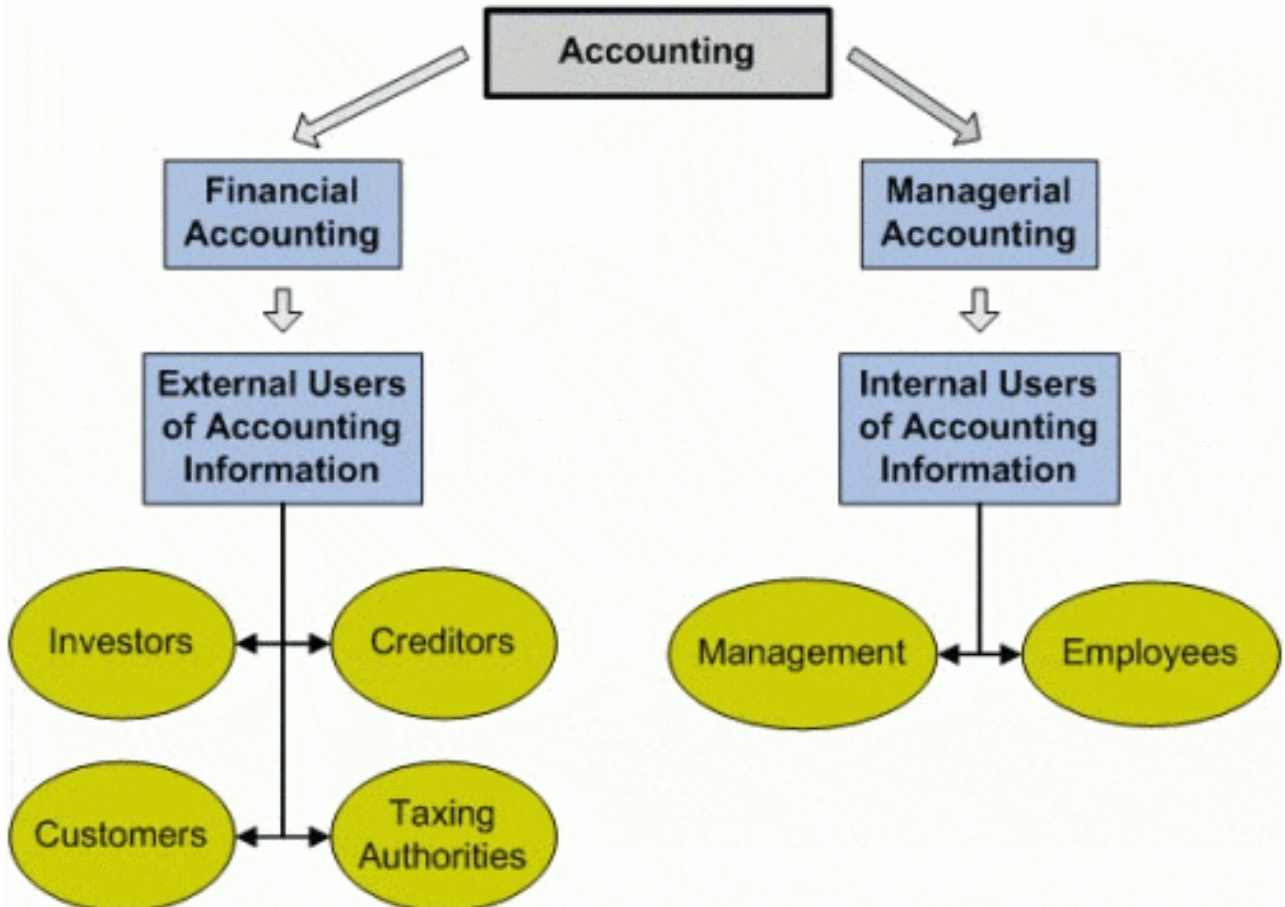 Accounting
Financial
Accounting
Managerial
Accounting
External Users
of Accounting
Information
Internal Users
of Accounting
Information
Investors
Creditors
Management
Employees
Customers
Taxing
Authorities